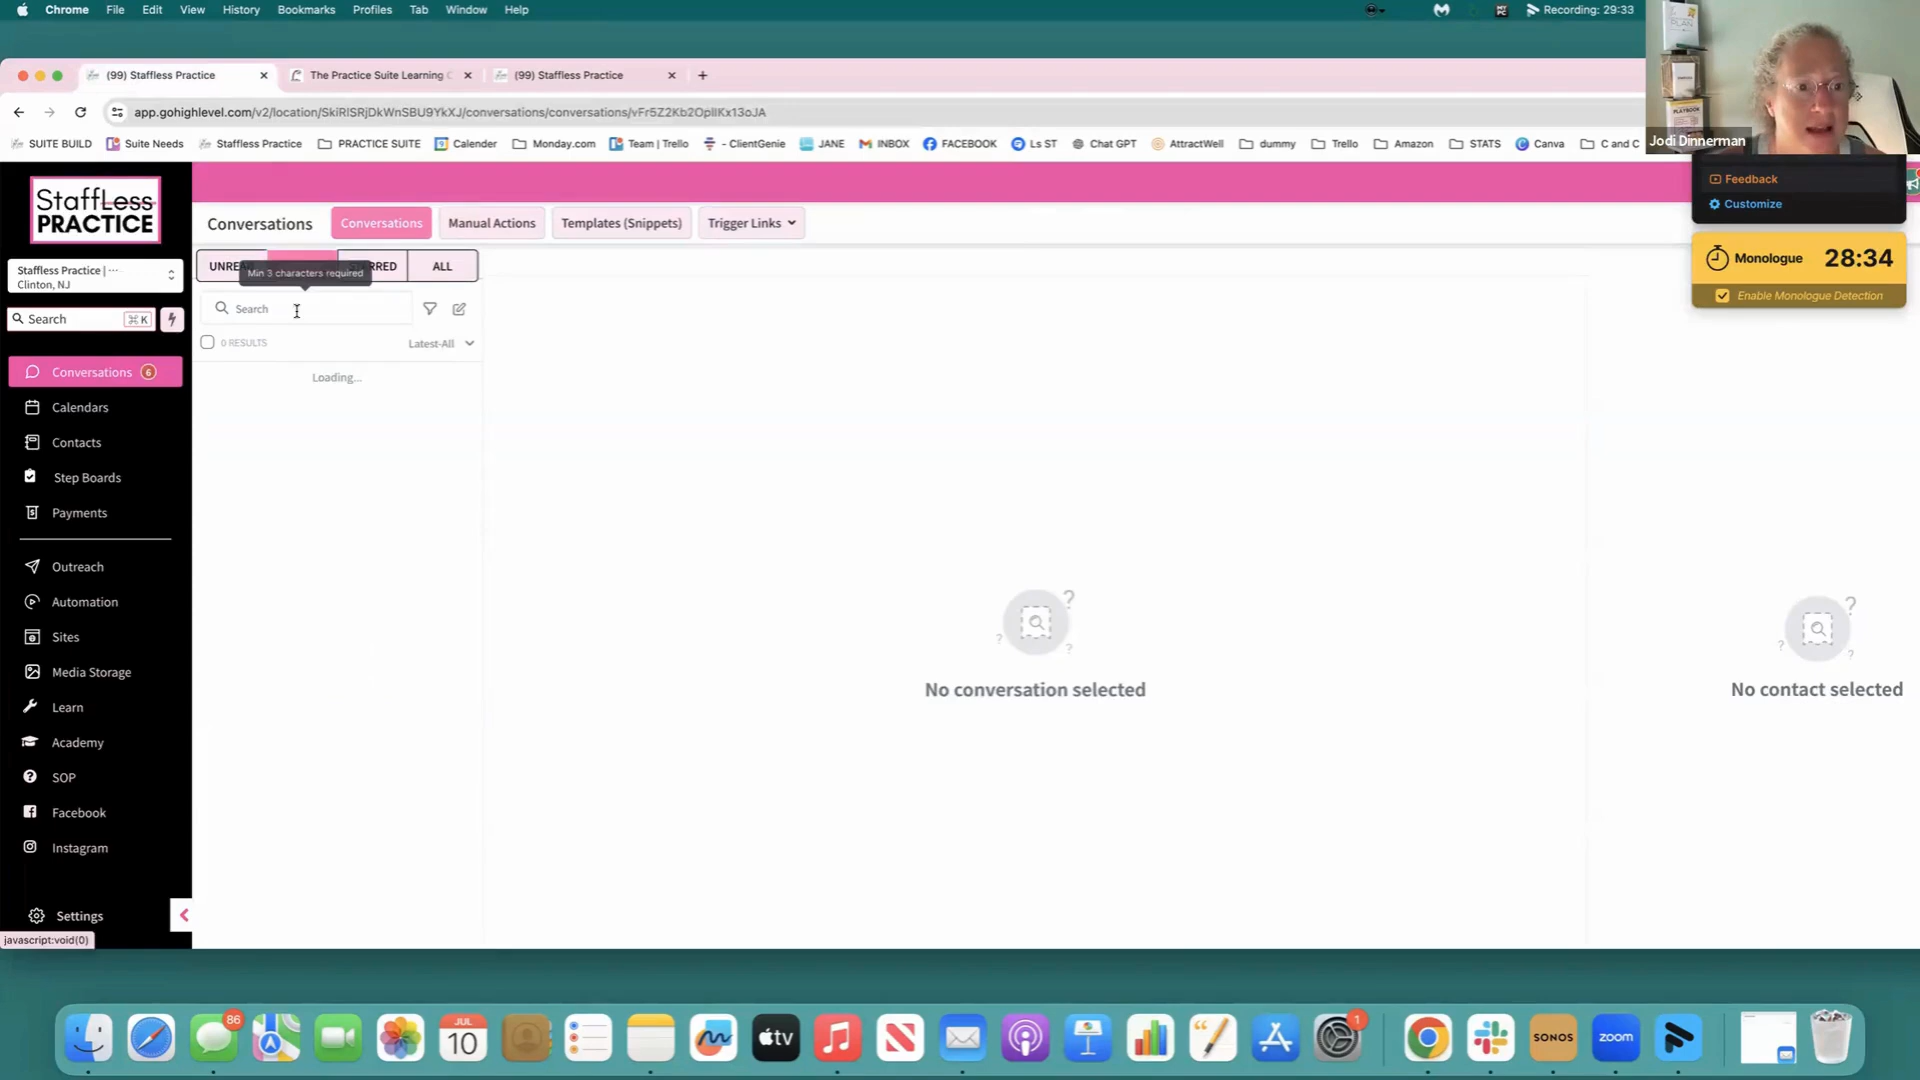 Chrome File Edit View History Bookmarks Profiles Tab Window Help
Recording: 29:33
(99) Staffless Practice
The Practice Suite Learning C
(99) Staffless Practice
app.gohighlevel.com/v2/location/SkiRlSRjDkWnSBU9YkXJ/conversations/conversations/vFr5Z2Kb2OpIlKx13oJA
SUITE BUILD Suite Needs Staffless Practice PRACTICE SUITE Calender Monday.com Team | Trello - ClientGenie JANE INBOX FACEBOOK Ls ST Chat GPT AttractWell dummy Trello Amazon STATS Canva C and C
Jodi Dinnerman
Feedback
Customize
Monologue 28:34
Enable Monologue Detection
StaffLess
PRACTICE
Staffless Practice | ...
Clinton, NJ
Search ⌘K
Conversations 6
Calendars
Contacts
Step Boards
Payments
Outreach
Automation
Sites
Media Storage
Learn
Academy
SOP
Facebook
Instagram
Settings
javascript:void(0)
Conversations Conversations Manual Actions Templates (Snippets) Trigger Links
UNREA RRED ALL
Min 3 characters required
Search
0 RESULTS Latest-All
Loading...
No conversation selected
No contact selected
86
JUL
10
tv
1
SONOS
zoom